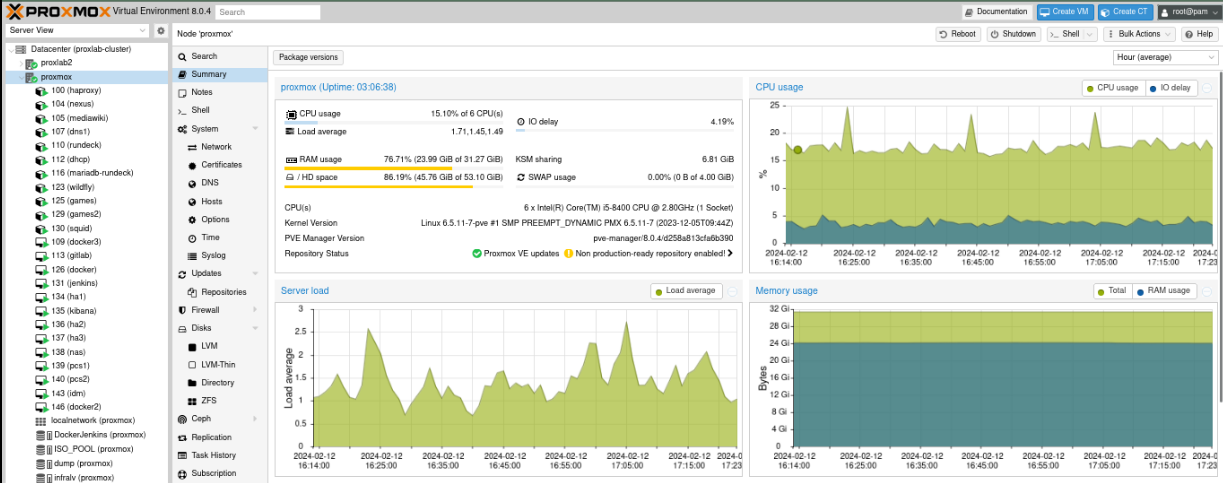 PROXMOX Virtual Environment 8.0.4 Search Documentation Create VM Create CT root@pam
Server View
Node 'proxmox' Reboot Shutdown Shell Bulk Actions Help
Datacenter (proxlab-cluster)
proxlab2
proxmox
100 (haproxy)
104 (nexus)
105 (mediawiki)
107 (dns1)
110 (rundeck)
112 (dhcp)
116 (mariadb-rundeck)
123 (wildfly)
125 (games)
129 (games2)
130 (squid)
109 (docker3)
113 (gitlab)
126 (docker)
131 (jenkins)
134 (ha1)
135 (kibana)
136 (ha2)
137 (ha3)
138 (nas)
139 (pcs1)
140 (pcs2)
143 (idm)
146 (docker2)
localnetwork (proxmox)
DockerJenkins (proxmox)
ISO_POOL (proxmox)
dump (proxmox)
infralv (proxmox)
Search
Summary
Notes
Shell
System
Network
Certificates
DNS
Hosts
Options
Time
Syslog
Updates
Repositories
Firewall
Disks
LVM
LVM-Thin
Directory
ZFS
Ceph
Replication
Task History
Subscription
Package versions Hour (average)
proxmox (Uptime: 03:06:38)
CPU usage 15.10% of 6 CPU(s)
IO delay 4.19%
Load average 1.71,1.45,1.49
RAM usage 76.71% (23.99 GiB of 31.27 GiB)
KSM sharing 6.81 GiB
/ HD space 86.19% (45.76 GiB of 53.10 GiB)
SWAP usage 0.00% (0 B of 4.00 GiB)
CPU(s) 6 x Intel(R) Core(TM) i5-8400 CPU @ 2.80GHz (1 Socket)
Kernel Version Linux 6.5.11-7-pve #1 SMP PREEMPT_DYNAMIC PMX 6.5.11-7 (2023-12-05T09:44Z)
PVE Manager Version pve-manager/8.0.4/d258a813cfa6b390
Repository Status Proxmox VE updates Non production-ready repository enabled!
CPU usage
CPU usage IO delay
25
20
15
10
5
0
%
2024-02-12 2024-02-12 2024-02-12 2024-02-12 2024-02-12 2024-02-12 2024-02-12 2024-02
16:14:00 16:25:00 16:35:00 16:45:00 16:55:00 17:05:00 17:15:00 17:23
Server load
Load average
3
2.5
2
1.5
1
0.5
0
Load average
2024-02-12 2024-02-12 2024-02-12 2024-02-12 2024-02-12 2024-02-12 2024-02-12 2024-02
16:14:00 16:25:00 16:35:00 16:45:00 16:55:00 17:05:00 17:15:00 17:23
Memory usage
Total RAM usage
32 Gi
28 Gi
24 Gi
20 Gi
16 Gi
12 Gi
8 Gi
4 Gi
0
Bytes
2024-02-12 2024-02-12 2024-02-12 2024-02-12 2024-02-12 2024-02-12 2024-02-12 2024-02
16:14:00 16:25:00 16:35:00 16:45:00 16:55:00 17:05:00 17:15:00 17:23